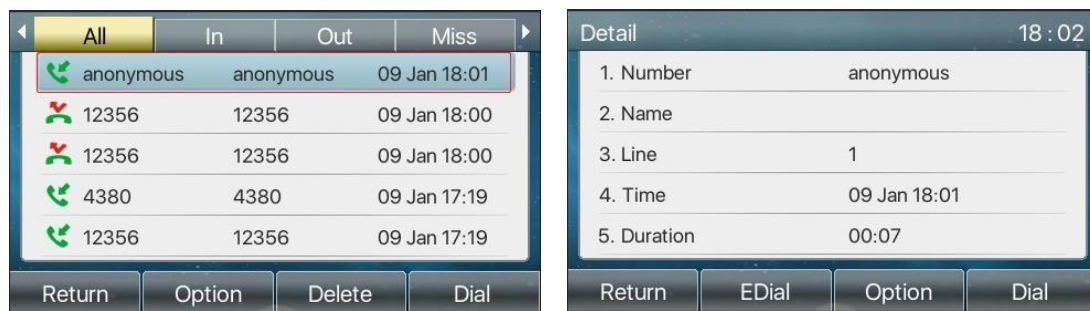 All In Out Miss
anonymous anonymous 09 Jan 18:01
12356 12356 09 Jan 18:00
12356 12356 09 Jan 18:00
4380 4380 09 Jan 17:19
12356 12356 09 Jan 17:19
Return Option Delete Dial
Detail 18:02
1. Number anonymous
2. Name
3. Line 1
4. Time 09 Jan 18:01
5. Duration 00:07
Return EDial Option Dial